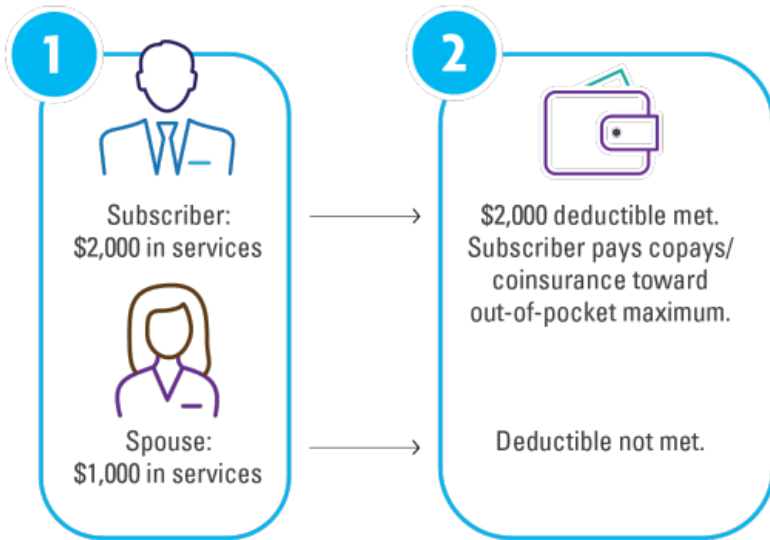 1
Subscriber:
$2,000 in services
Spouse:
$1,000 in services
2
$2,000 deductible met.
Subscriber pays copays/
coinsurance toward
out-of-pocket maximum.
Deductible not met.